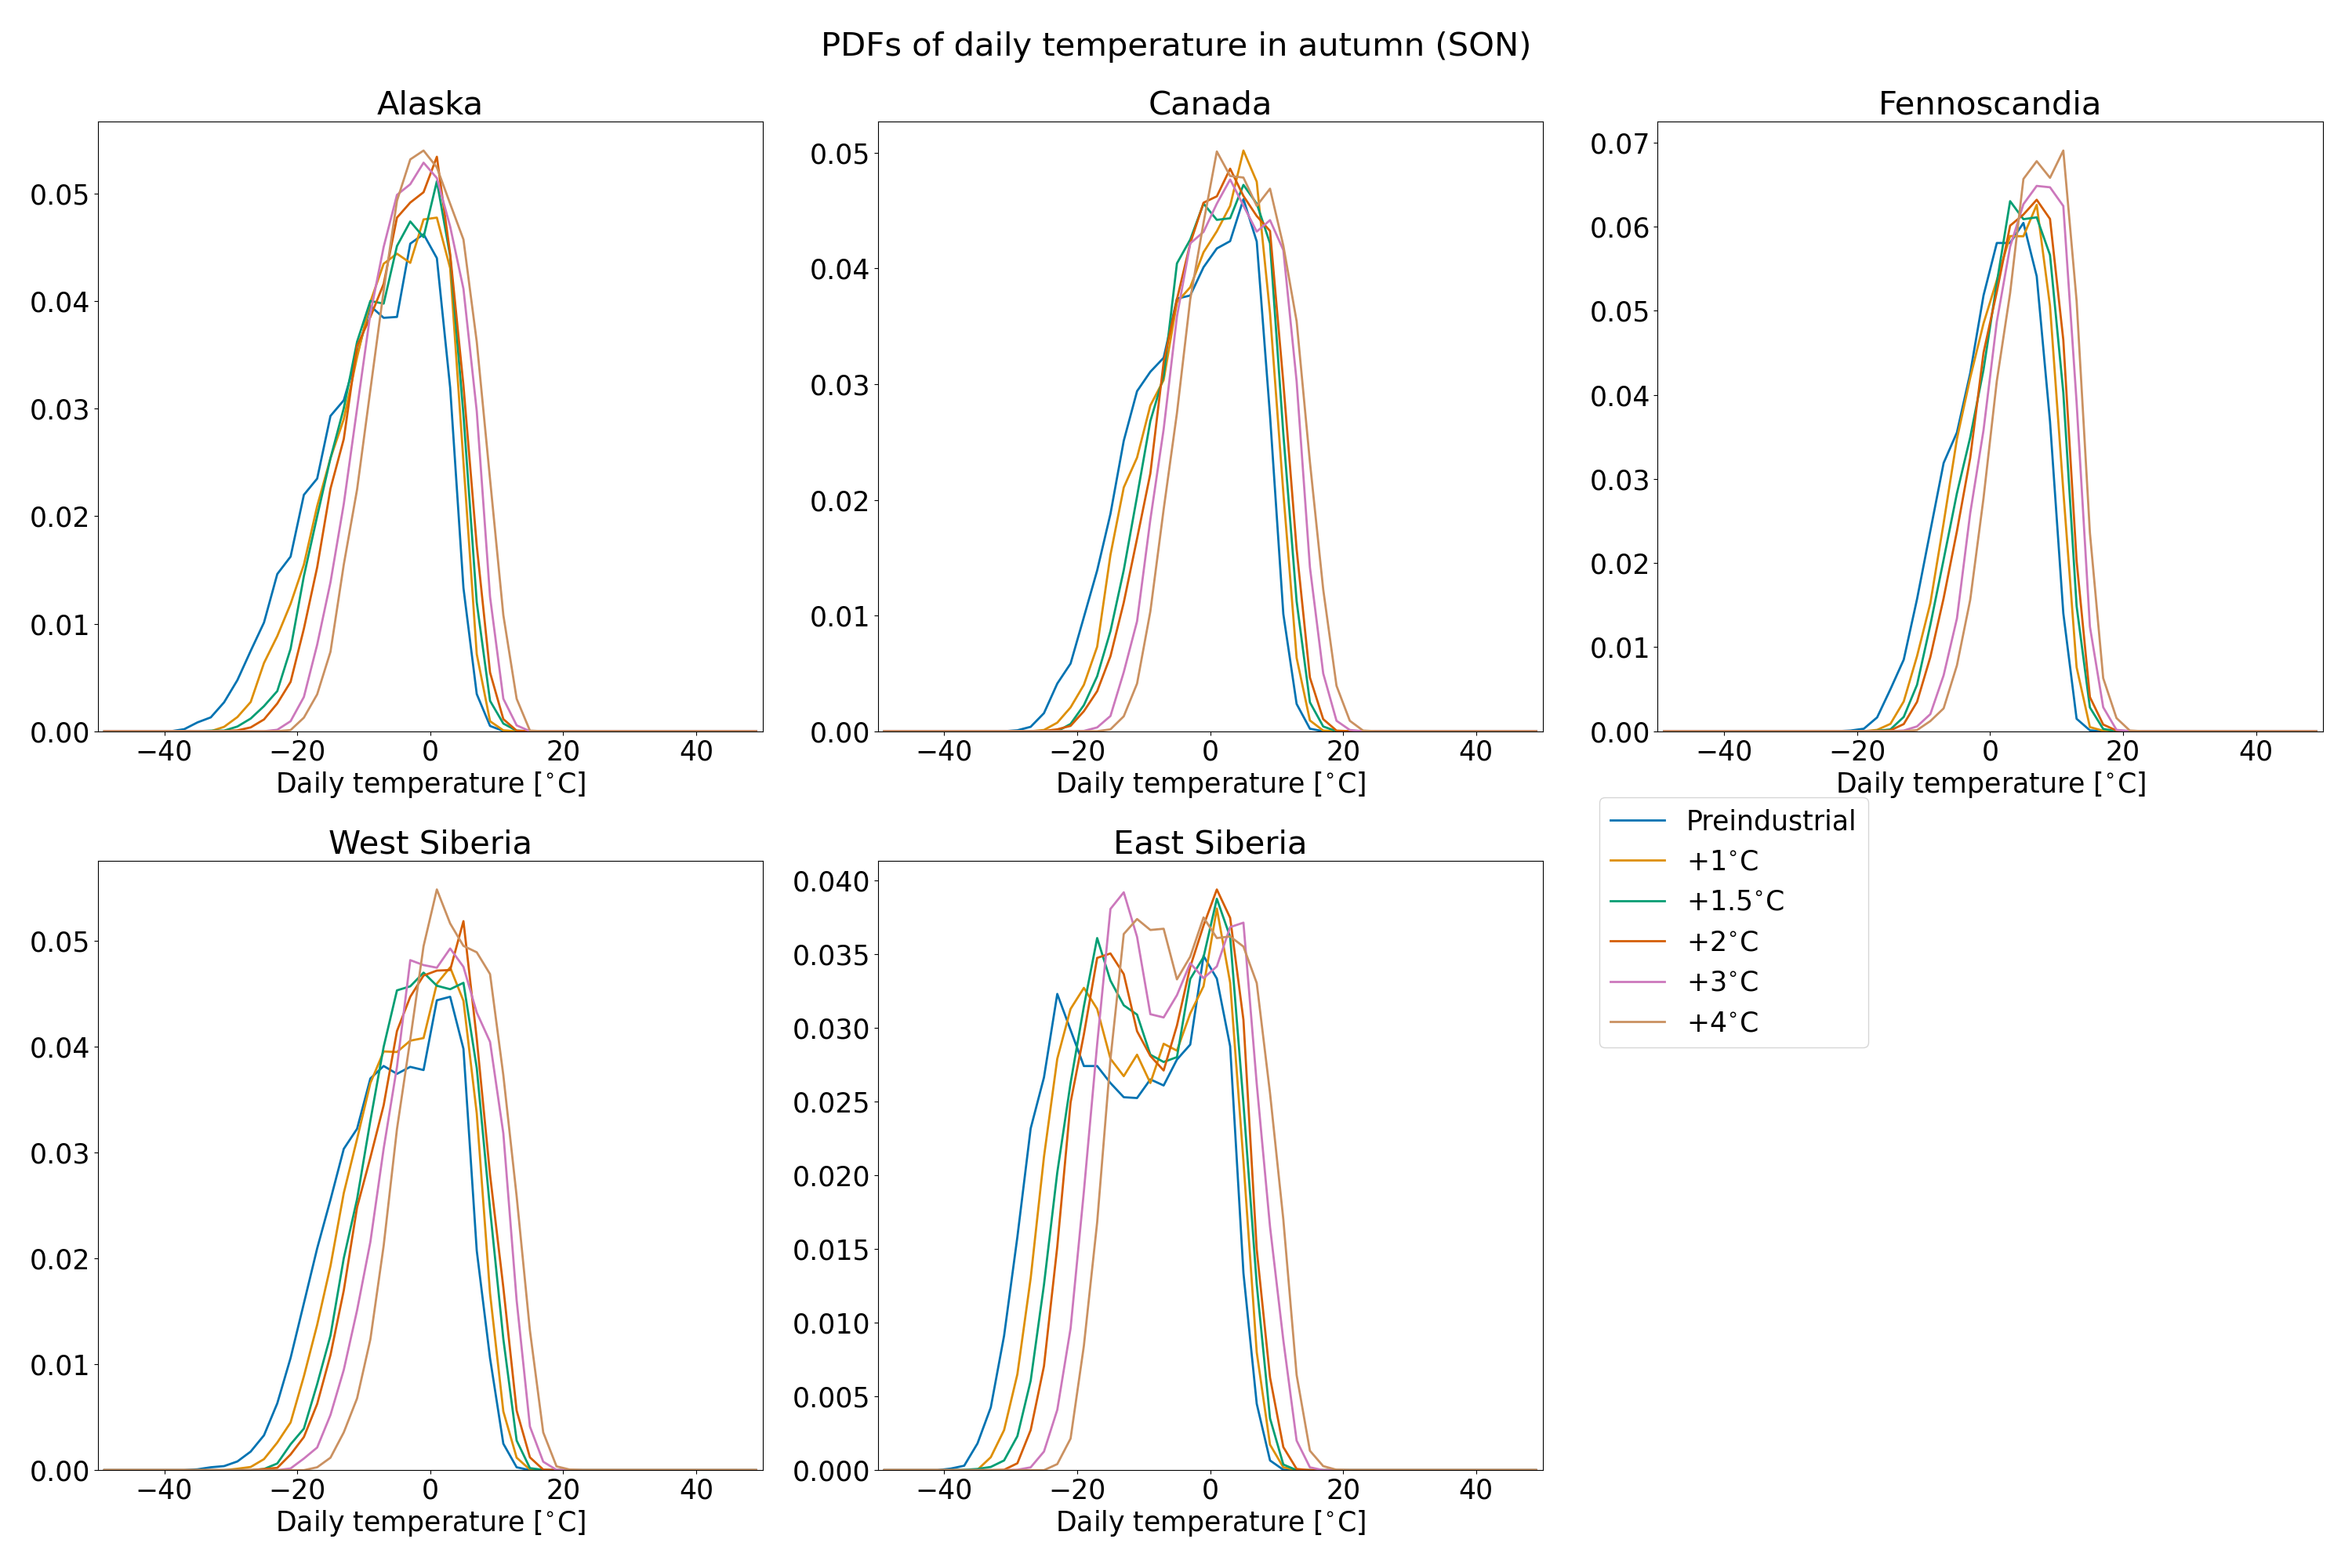 PDFs of daily temperature in autumn (SON)
Alaska
0.05
0.04
0.03
0.02
0.01
0.00
−40 −20 0 20 40
Daily temperature [°C]
Canada
0.05
0.04
0.03
0.02
0.01
0.00
−40 −20 0 20 40
Daily temperature [°C]
Fennoscandia
0.07
0.06
0.05
0.04
0.03
0.02
0.01
0.00
−40 −20 0 20 40
Daily temperature [°C]
West Siberia
0.05
0.04
0.03
0.02
0.01
0.00
−40 −20 0 20 40
Daily temperature [°C]
East Siberia
0.040
0.035
0.030
0.025
0.020
0.015
0.010
0.005
0.000
−40 −20 0 20 40
Daily temperature [°C]
Preindustrial
+1°C
+1.5°C
+2°C
+3°C
+4°C